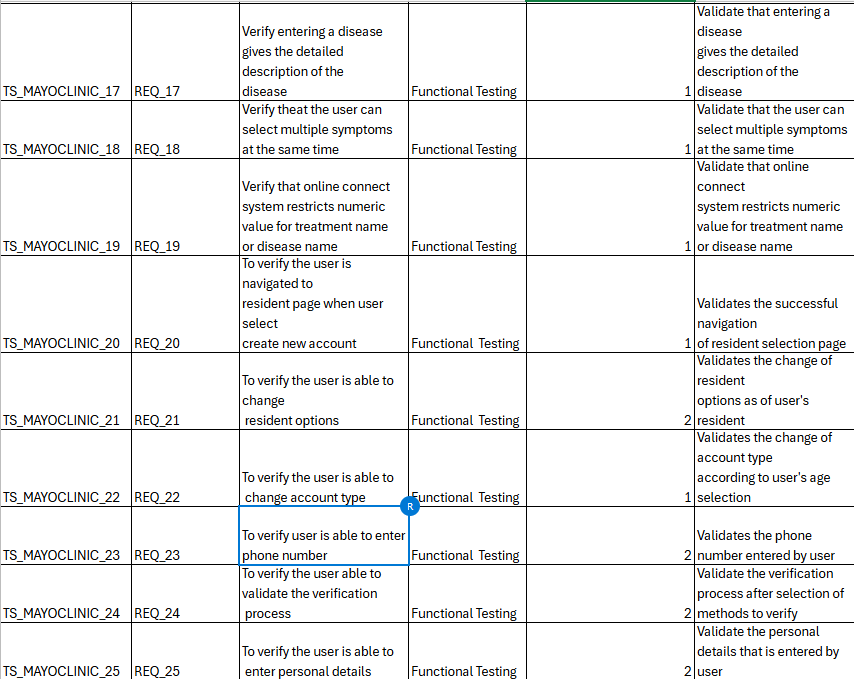 TS_MAYOCLINIC_17
REQ_17
Verify entering a disease
gives the detailed
description of the
disease
Functional Testing
1
Validate that entering a
disease
gives the detailed
description of the
disease
TS_MAYOCLINIC_18
REQ_18
Verify theat the user can
select multiple symptoms
at the same time
Functional Testing
1
Validate that the user can
select multiple symptoms
at the same time
TS_MAYOCLINIC_19
REQ_19
Verify that online connect
system restricts numeric
value for treatment name
or disease name
Functional Testing
1
Validate that online
connect
system restricts numeric
value for treatment name
or disease name
TS_MAYOCLINIC_20
REQ_20
To verify the user is
navigated to
resident page when user
select
create new account
Functional  Testing
1
Validates the successful
navigation
of resident selection page
TS_MAYOCLINIC_21
REQ_21
To verify the user is able to
change
resident options
Functional  Testing
2
Validates the change of
resident
options as of user's
resident
TS_MAYOCLINIC_22
REQ_22
To verify the user is able to
change account type
Functional  Testing
1
Validates the change of
account type
according to user's age
selection
R
TS_MAYOCLINIC_23
REQ_23
To verify user is able to enter
phone number
Functional  Testing
2
Validates the phone
number entered by user
TS_MAYOCLINIC_24
REQ_24
To verify the user able to
validate the verification
process
Functional Testing
2
Validate the verification
process after selection of
methods to verify
TS_MAYOCLINIC_25
REQ_25
To verify the user is able to
enter personal details
Functional Testing
2
Validate the personal
details that is entered by
user